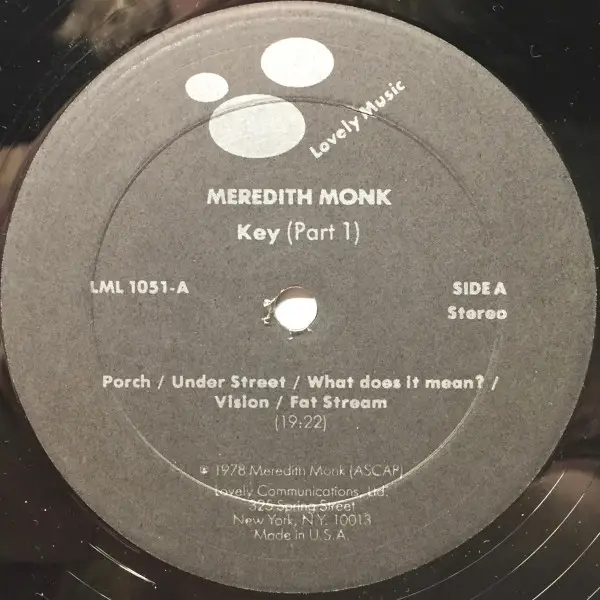 Lovely Music
MEREDITH MONK
Key (Part 1)
LML 1051-A
SIDE A
Stereo
Porch / Under Street / What does it mean? /
Vision / Fat Stream
(19:22)
℗ 1978 Meredith Monk (ASCAP)
Lovely Communications, Ltd.
325 Spring Street
New York, N.Y. 10013
Made in U.S.A